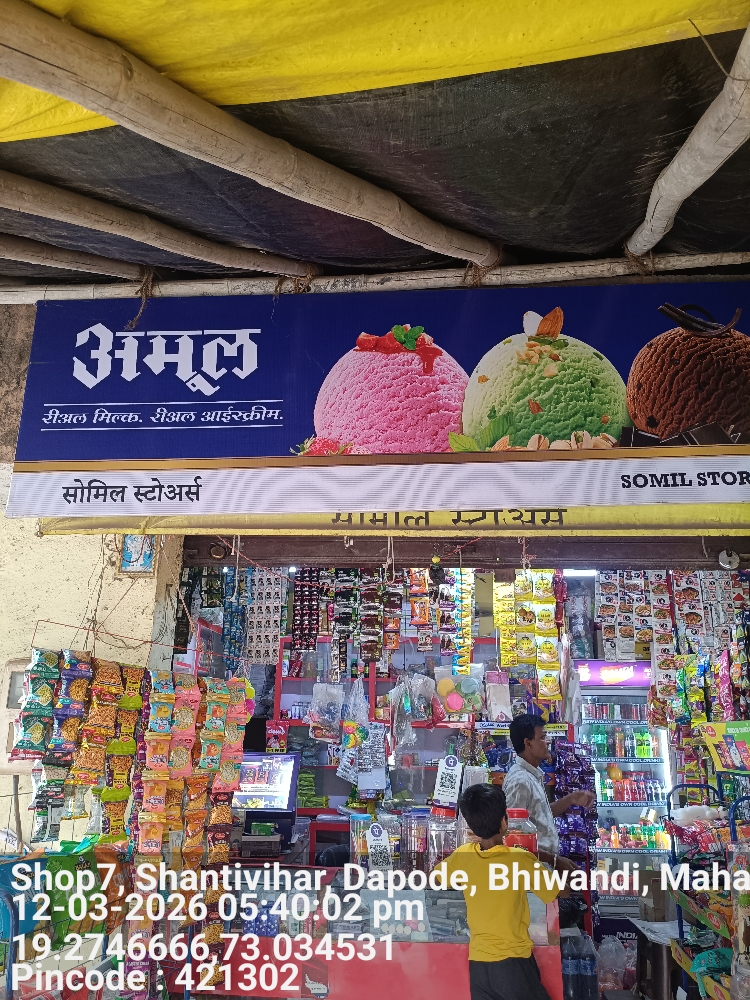 अमूल
रीअल मिल्क. रीअल आईस्क्रीम.
सोमिल स्टोअर्स
SOMIL STOR
सोमील स्टोअर्स
Shop7, Shantivihar, Dapode, Bhiwandi, Maha
12-03-2026 05:40:02 pm
19.2746666,73.034531
Pincode : 421302